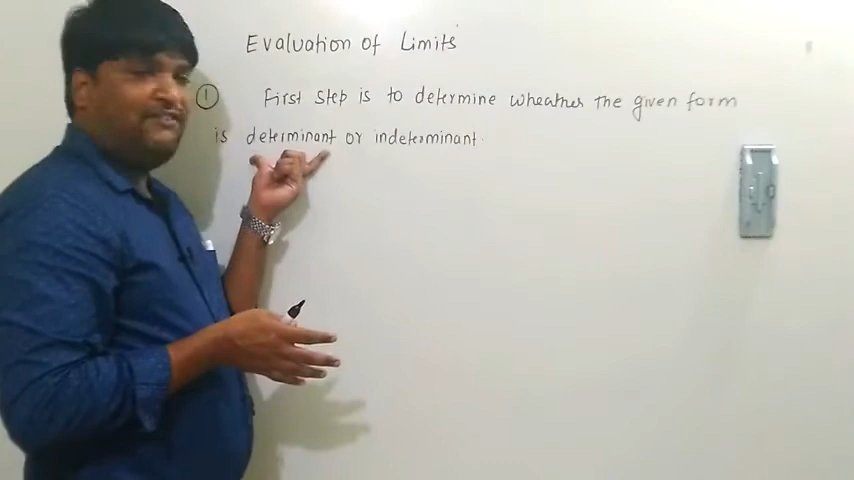 Evaluation of Limits
① First step is to determine wheather the given form
is determinant or indeterminant.